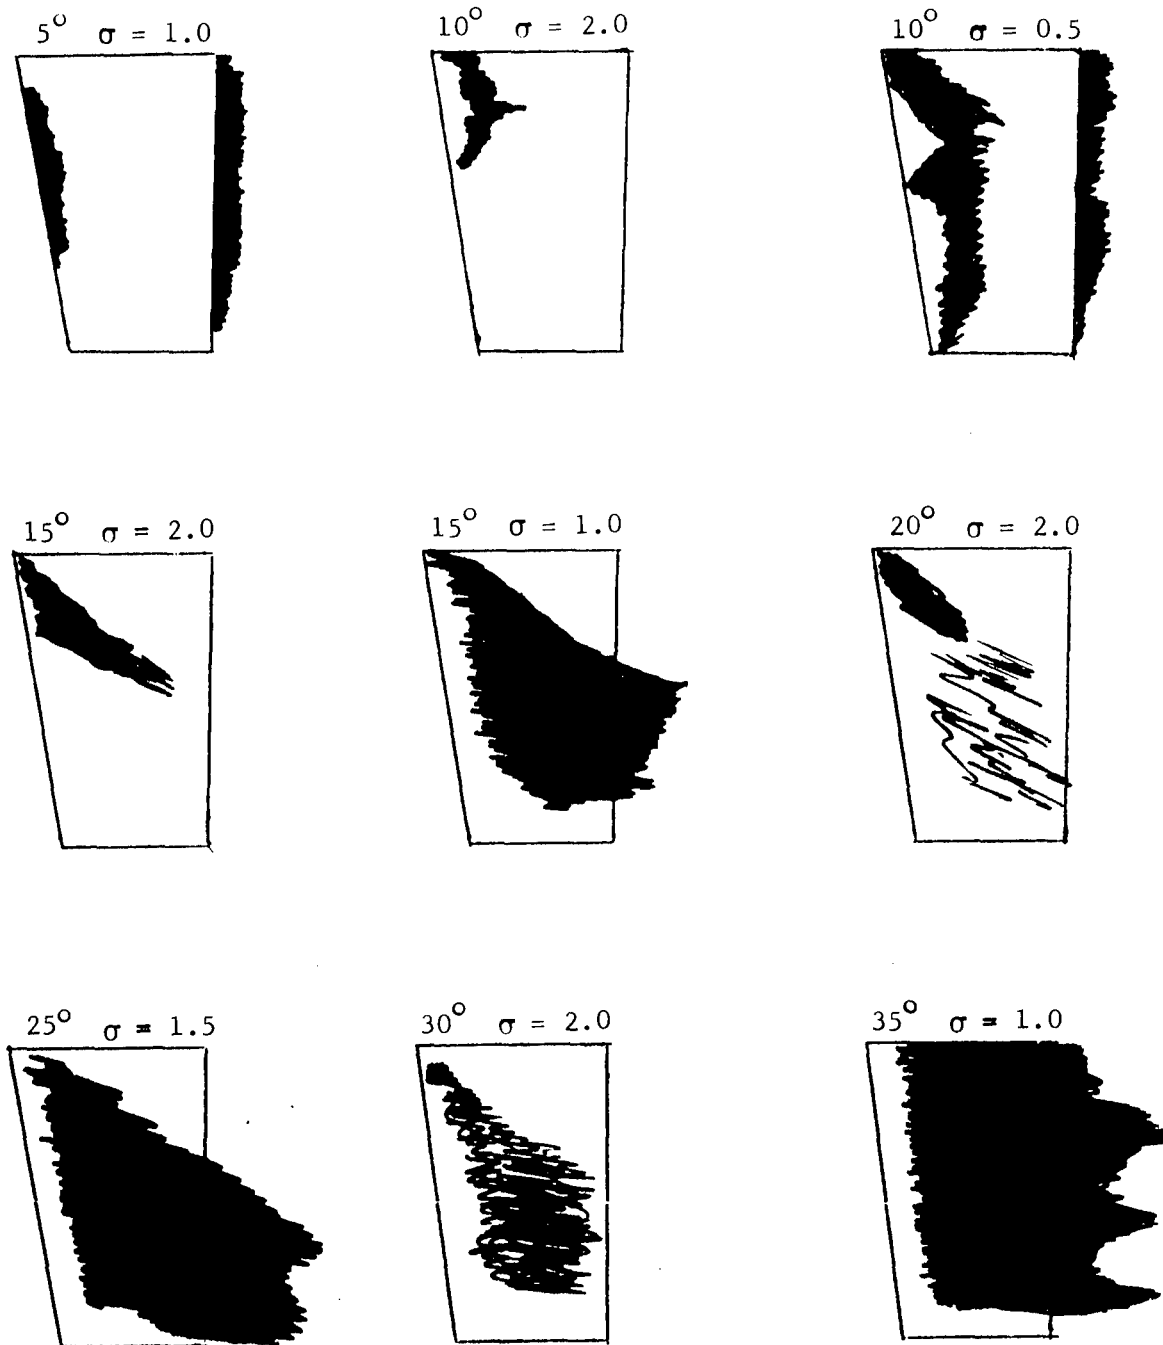 5° σ = 1.0
10° σ = 2.0
10° σ = 0.5
15° σ = 2.0
15° σ = 1.0
20° σ = 2.0
25° σ = 1.5
30° σ = 2.0
35° σ = 1.0